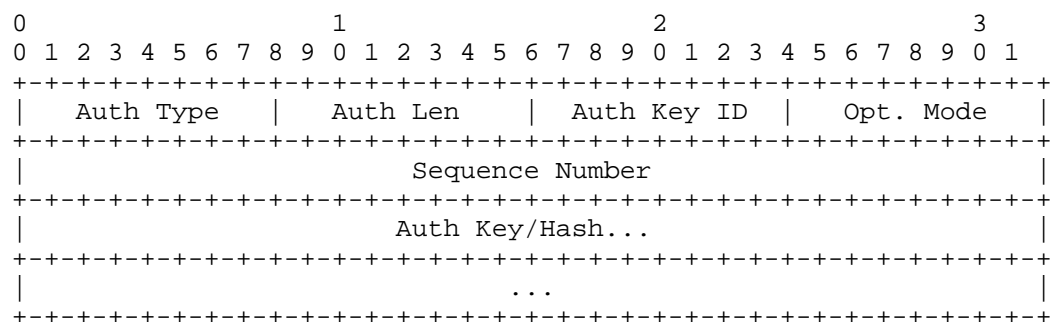 0                   1                   2                   3
0 1 2 3 4 5 6 7 8 9 0 1 2 3 4 5 6 7 8 9 0 1 2 3 4 5 6 7 8 9 0 1
+-+-+-+-+-+-+-+-+-+-+-+-+-+-+-+-+-+-+-+-+-+-+-+-+-+-+-+-+-+-+-+-+
|   Auth Type   |   Auth Len    |  Auth Key ID  |   Opt. Mode   |
+-+-+-+-+-+-+-+-+-+-+-+-+-+-+-+-+-+-+-+-+-+-+-+-+-+-+-+-+-+-+-+-+
|                        Sequence Number                        |
+-+-+-+-+-+-+-+-+-+-+-+-+-+-+-+-+-+-+-+-+-+-+-+-+-+-+-+-+-+-+-+-+
|                       Auth Key/Hash...                        |
+-+-+-+-+-+-+-+-+-+-+-+-+-+-+-+-+-+-+-+-+-+-+-+-+-+-+-+-+-+-+-+-+
|                              ...                              |
+-+-+-+-+-+-+-+-+-+-+-+-+-+-+-+-+-+-+-+-+-+-+-+-+-+-+-+-+-+-+-+-+